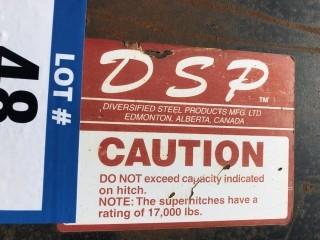 LOT #
48
DSP
TM
DIVERSIFIED STEEL PRODUCTS MFG. LTD.
EDMONTON, ALBERTA, CANADA
CAUTION
DO NOT exceed capacity indicated
on hitch.
NOTE: The superhitches have a
rating of 17,000 lbs.